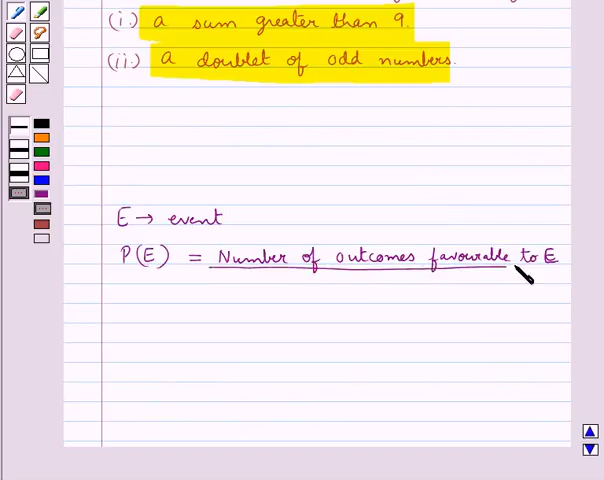 (i.) a sum greater than 9.
(ii.) a doublet of odd numbers.
E → event
P(E) = Number of outcomes favourable to E